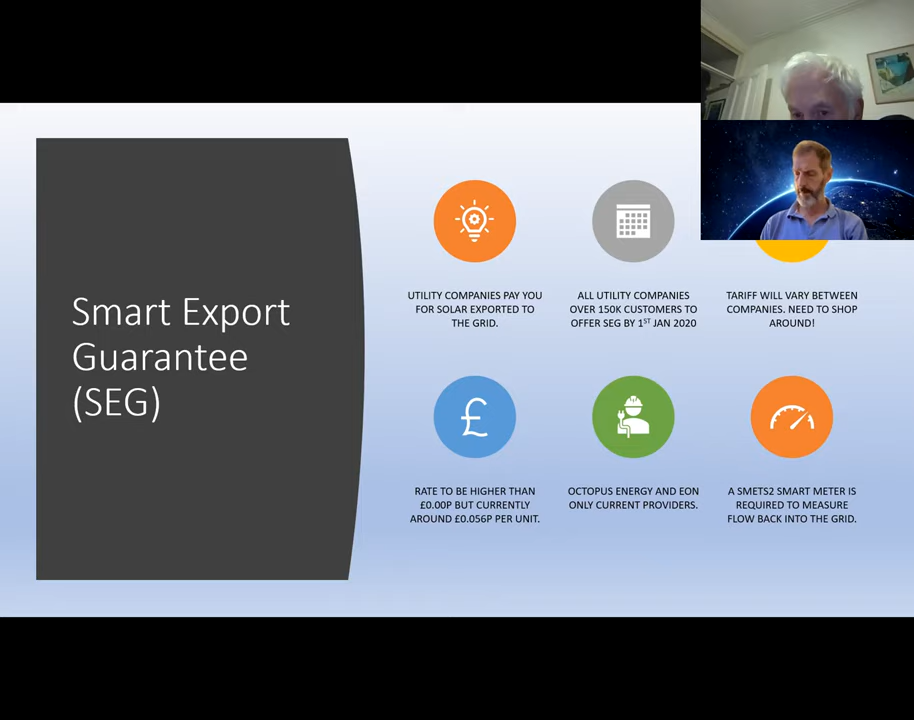 Smart Export
Guarantee
(SEG)
UTILITY COMPANIES PAY YOU
FOR SOLAR EXPORTED TO
THE GRID.
ALL UTILITY COMPANIES
OVER 150K CUSTOMERS TO
OFFER SEG BY 1ST JAN 2020
TARIFF WILL VARY BETWEEN
COMPANIES. NEED TO SHOP
AROUND!
£
RATE TO BE HIGHER THAN
£0.00P BUT CURRENTLY
AROUND £0.056P PER UNIT.
OCTOPUS ENERGY AND EON
ONLY CURRENT PROVIDERS.
A SMETS2 SMART METER IS
REQUIRED TO MEASURE
FLOW BACK INTO THE GRID.